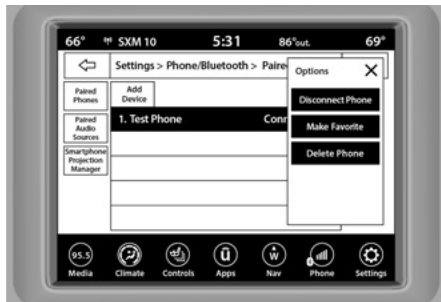 66° SXM 10 5:31 86°out. 69°
Settings > Phone/Bluetooth > Paire
Options X
Paired
Phones
Add
Device
Disconnect Phone
1. Test Phone Conn
Paired
Audio
Sources
Make Favorite
Smartphone
Projection
Manager
Delete Phone
95.5
ū
W
Media Climate Controls Apps Nav Phone Settings